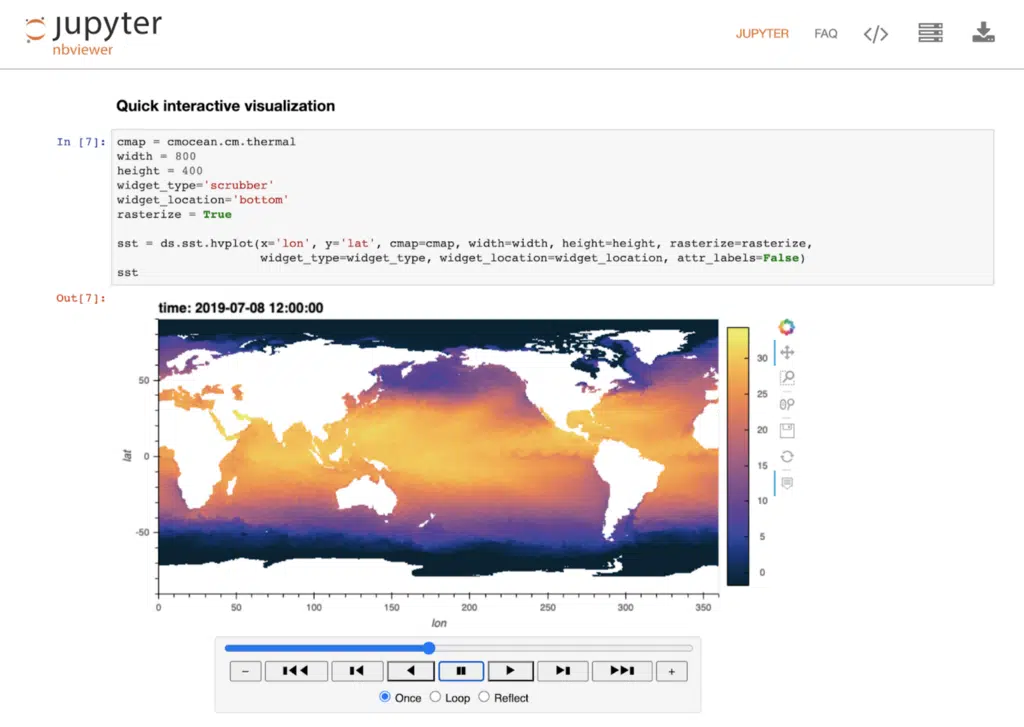 jupyter
nbviewer
JUPYTER FAQ </>
Quick interactive visualization
In [7]:
cmap = cmocean.cm.thermal
width = 800
height = 400
widget_type='scrubber'
widget_location='bottom'
rasterize = True
sst = ds.sst.hvplot(x='lon', y='lat', cmap=cmap, width=width, height=height, rasterize=rasterize,
widget_type=widget_type, widget_location=widget_location, attr_labels=False)
sst
Out[7]:
time: 2019-07-08 12:00:00
50
0
-50
lat
0 50 100 150 200 250 300 350
lon
30
25
20
15
10
5
0
– +
Once Loop Reflect